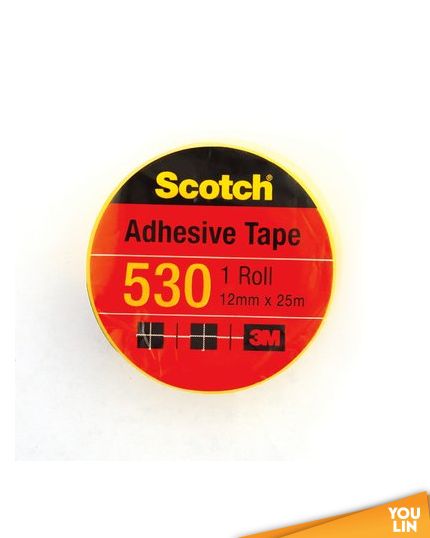 Scotch®
Adhesive Tape
530
1 Roll
12mm x 25m
3M
YOU
LIN